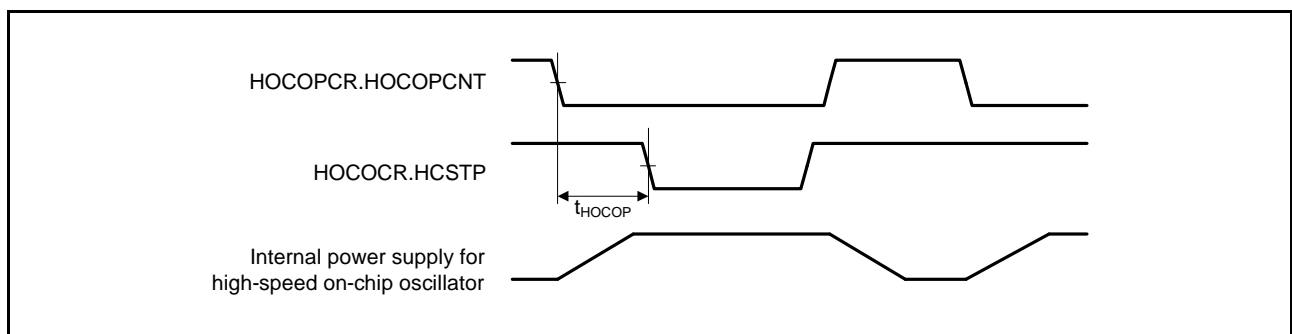 HOCOPCR.HOCOPCNT
HOCOCR.HCSTP
tHOCOP
Internal power supply for
high-speed on-chip oscillator